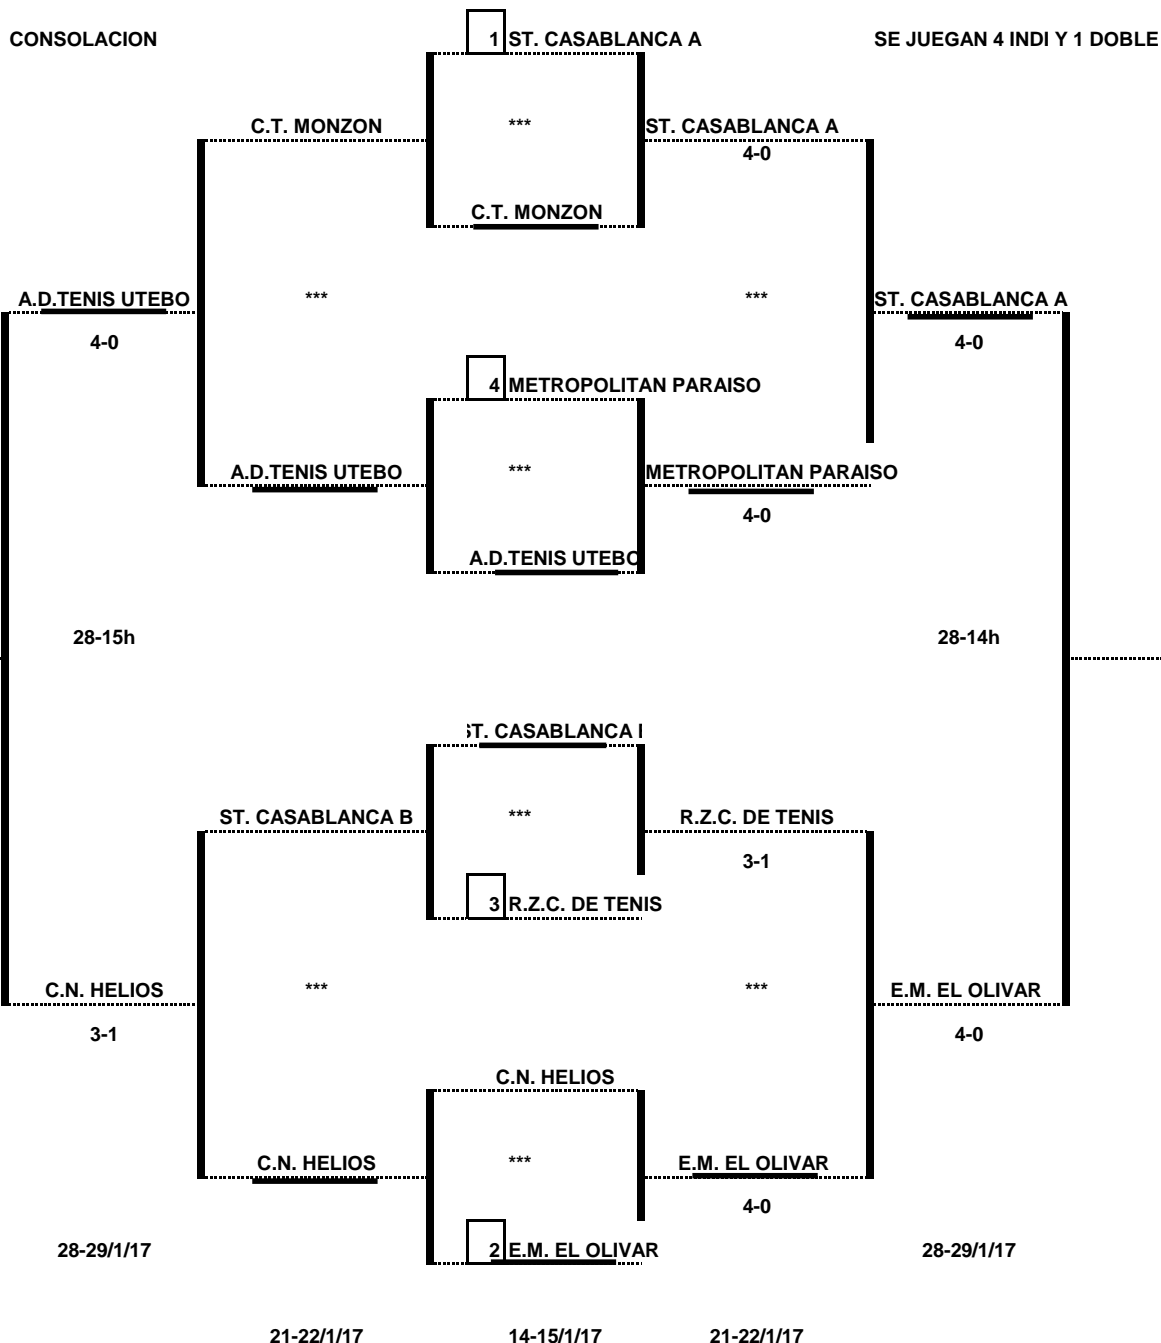 CONSOLACION
1 ST. CASABLANCA A
SE JUEGAN 4 INDI Y 1 DOBLE
C.T. MONZON
***
ST. CASABLANCA A
4-0
C.T. MONZON
A.D.TENIS UTEBO
***
***
ST. CASABLANCA A
4-0
4-0
4 METROPOLITAN PARAISO
A.D.TENIS UTEBO
***
METROPOLITAN PARAISO
4-0
A.D.TENIS UTEBO
28-15h
28-14h
ST. CASABLANCA
ST. CASABLANCA B
***
R.Z.C. DE TENIS
3-1
3 R.Z.C. DE TENIS
C.N. HELIOS
***
***
E.M. EL OLIVAR
3-1
4-0
C.N. HELIOS
C.N. HELIOS
***
E.M. EL OLIVAR
4-0
28-29/1/17
2 E.M. EL OLIVAR
28-29/1/17
21-22/1/17
14-15/1/17
21-22/1/17